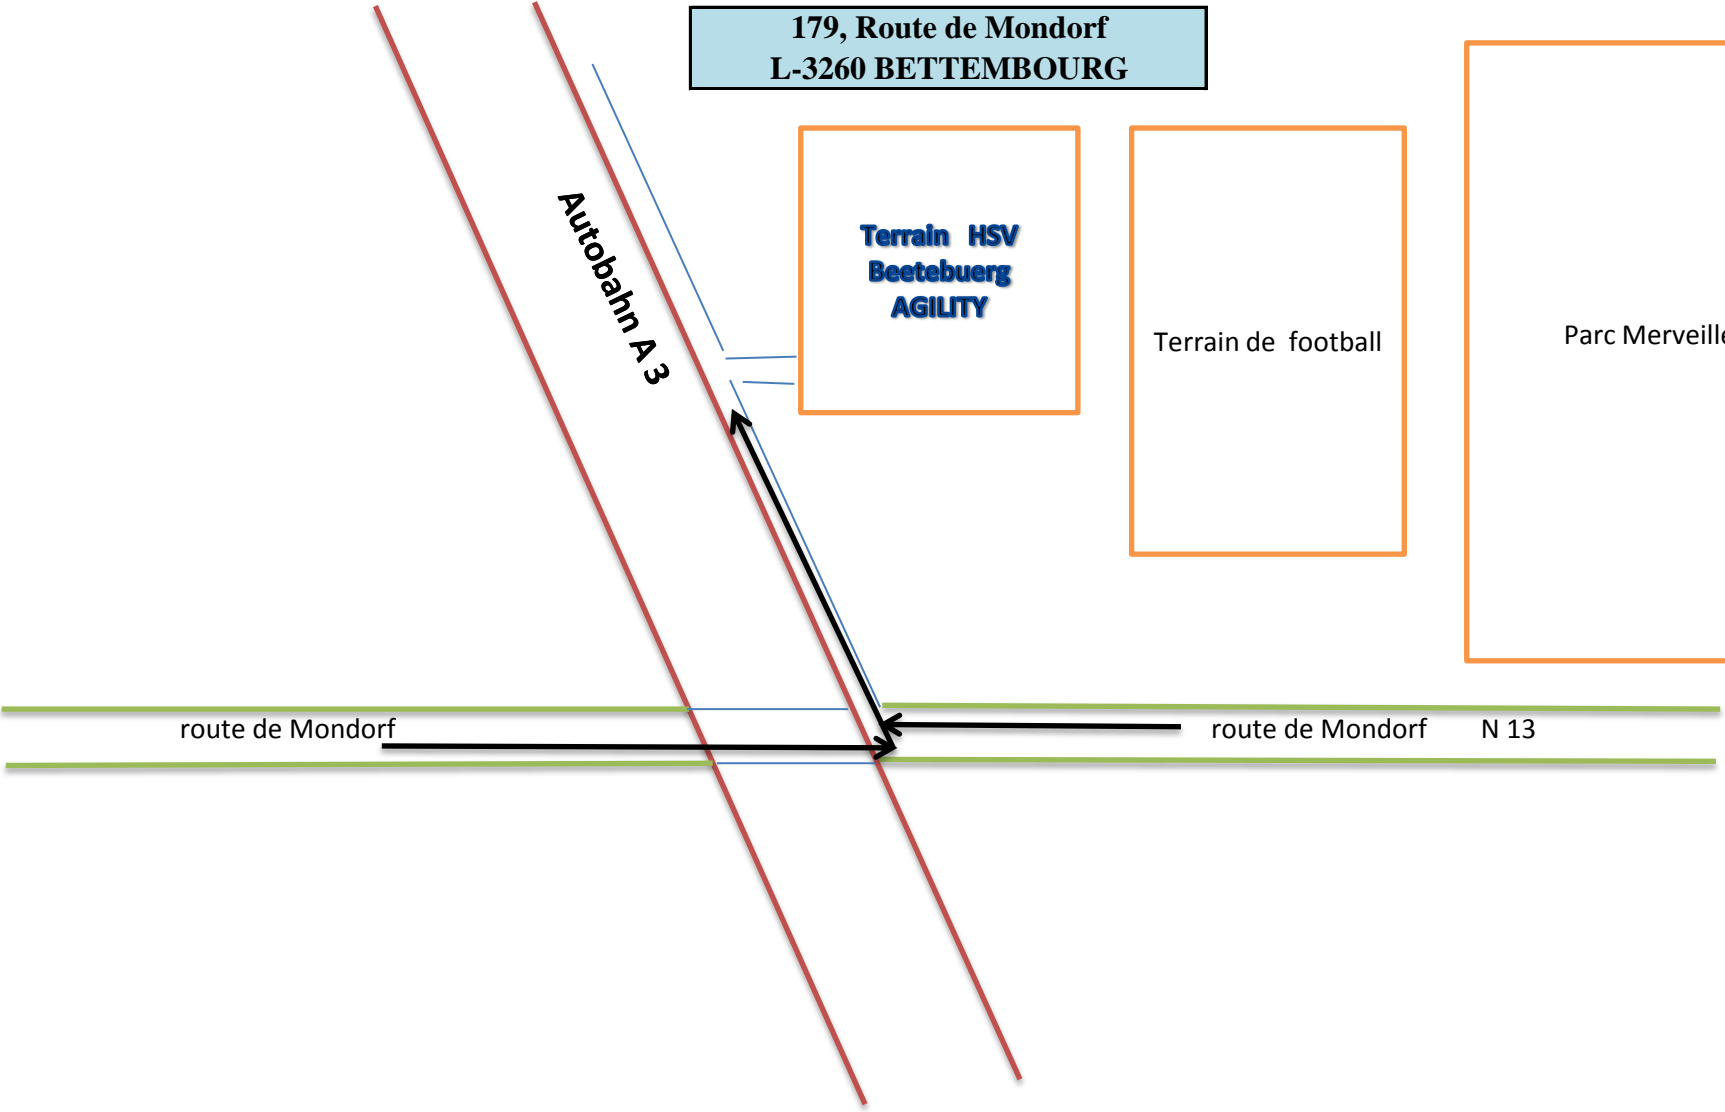 179, Route de Mondorf
L-3260 BETTEMBOURG
Autobahn A 3
Terrain HSV
Beetebuerg
AGILITY
Terrain de football
Parc Merveille
route de Mondorf
route de Mondorf N 13